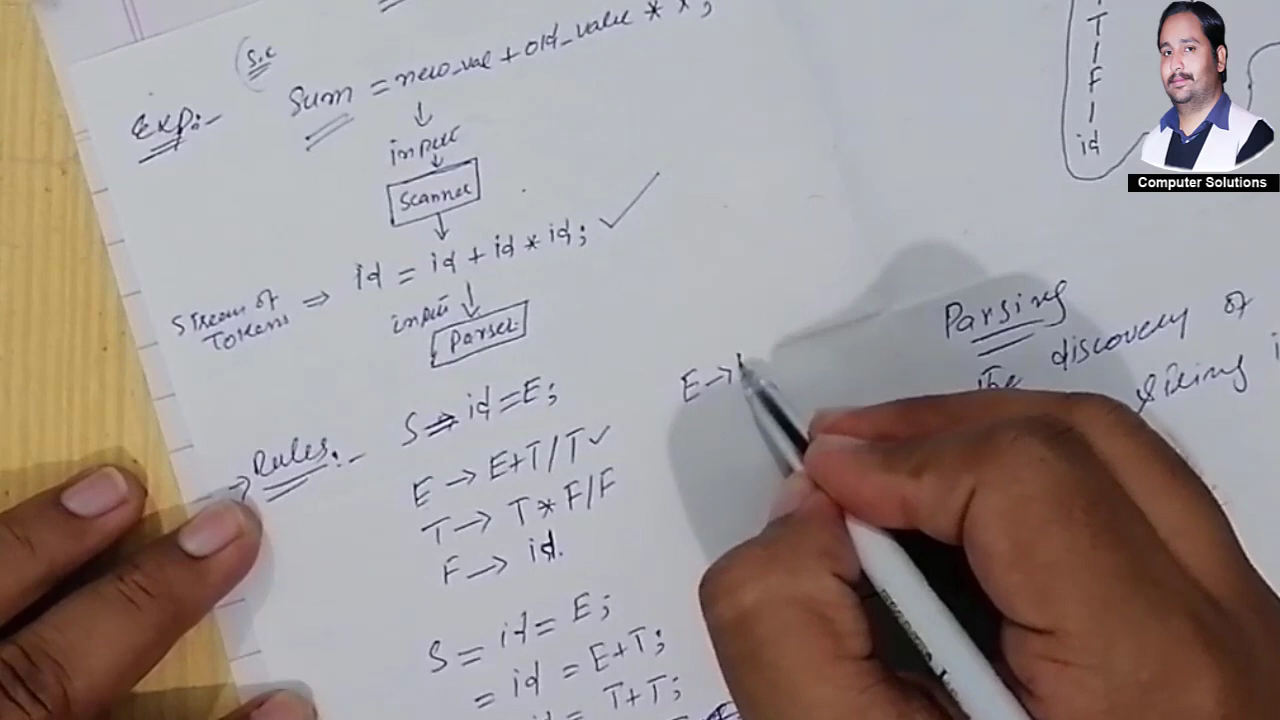 S.C
Exp:-
Sum = new_val + old_value * x;
input
Scanner
Stream of Tokens ⇒ id = id + id * id; ✓
input
Parser
→ Rules:-
S ⇒ id = E;
E → E+T/T ✓
T → T * F/F
F → id.
S = id = E;
= id = E+T;
id = T+T;
E →
T
/
F
/
id
Computer Solutions
Parsing
The discovery of